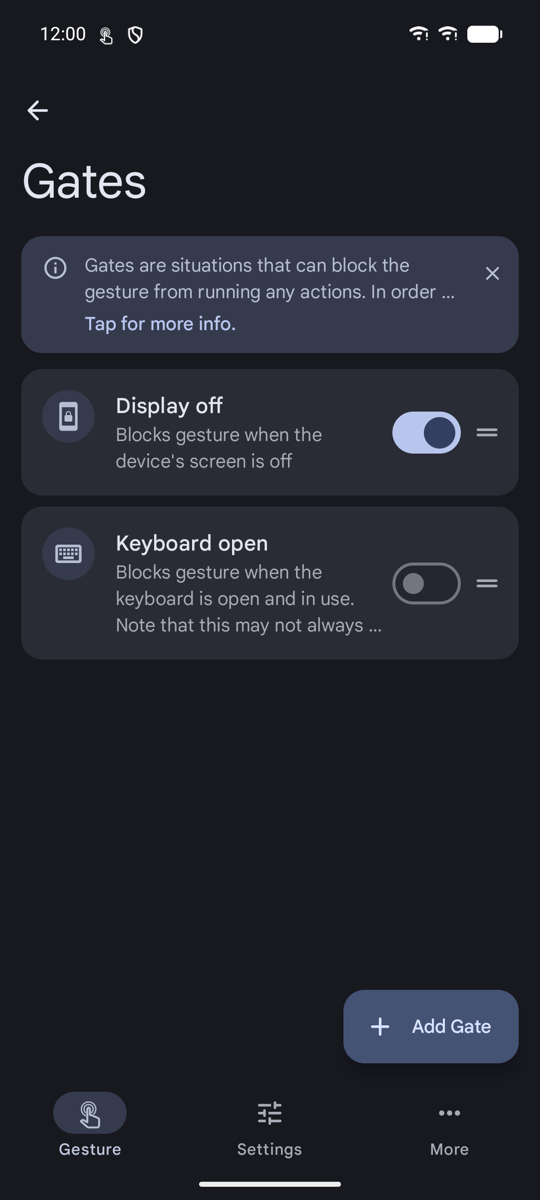 12:00
Gates
Gates are situations that can block the
gesture from running any actions. In order ...
Tap for more info.
Display off
Blocks gesture when the
device's screen is off
Keyboard open
Blocks gesture when the
keyboard is open and in use.
Note that this may not always ...
Add Gate
Gesture
Settings
More